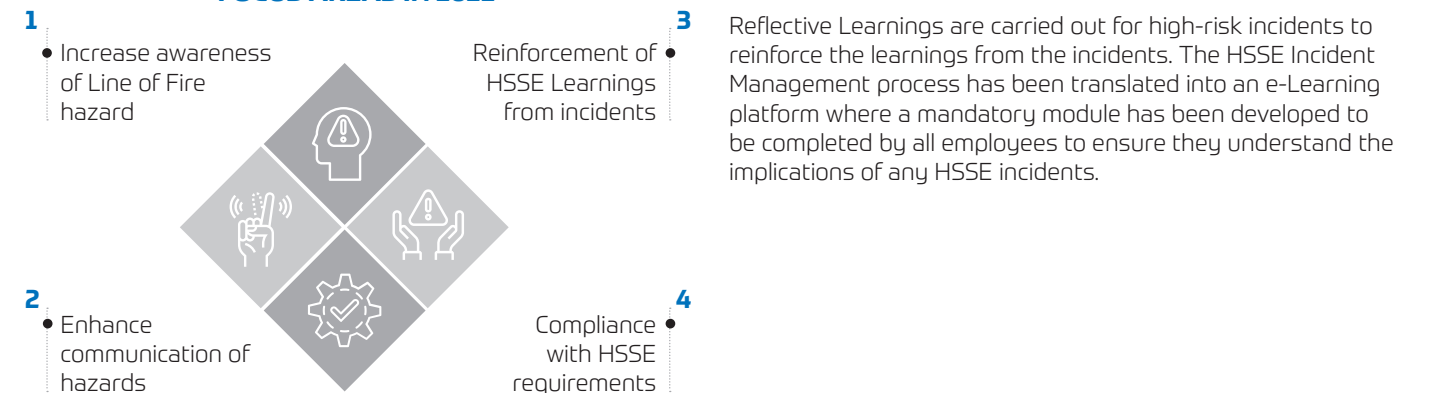 1
Increase awareness
of Line of Fire
hazard
2
Enhance
communication of
hazards
3
Reinforcement of
HSSE Learnings
from incidents
4
Compliance
with HSSE
requirements
Reflective Learnings are carried out for high-risk incidents to
reinforce the learnings from the incidents. The HSSE Incident
Management process has been translated into an e-Learning
platform where a mandatory module has been developed to
be completed by all employees to ensure they understand the
implications of any HSSE incidents.